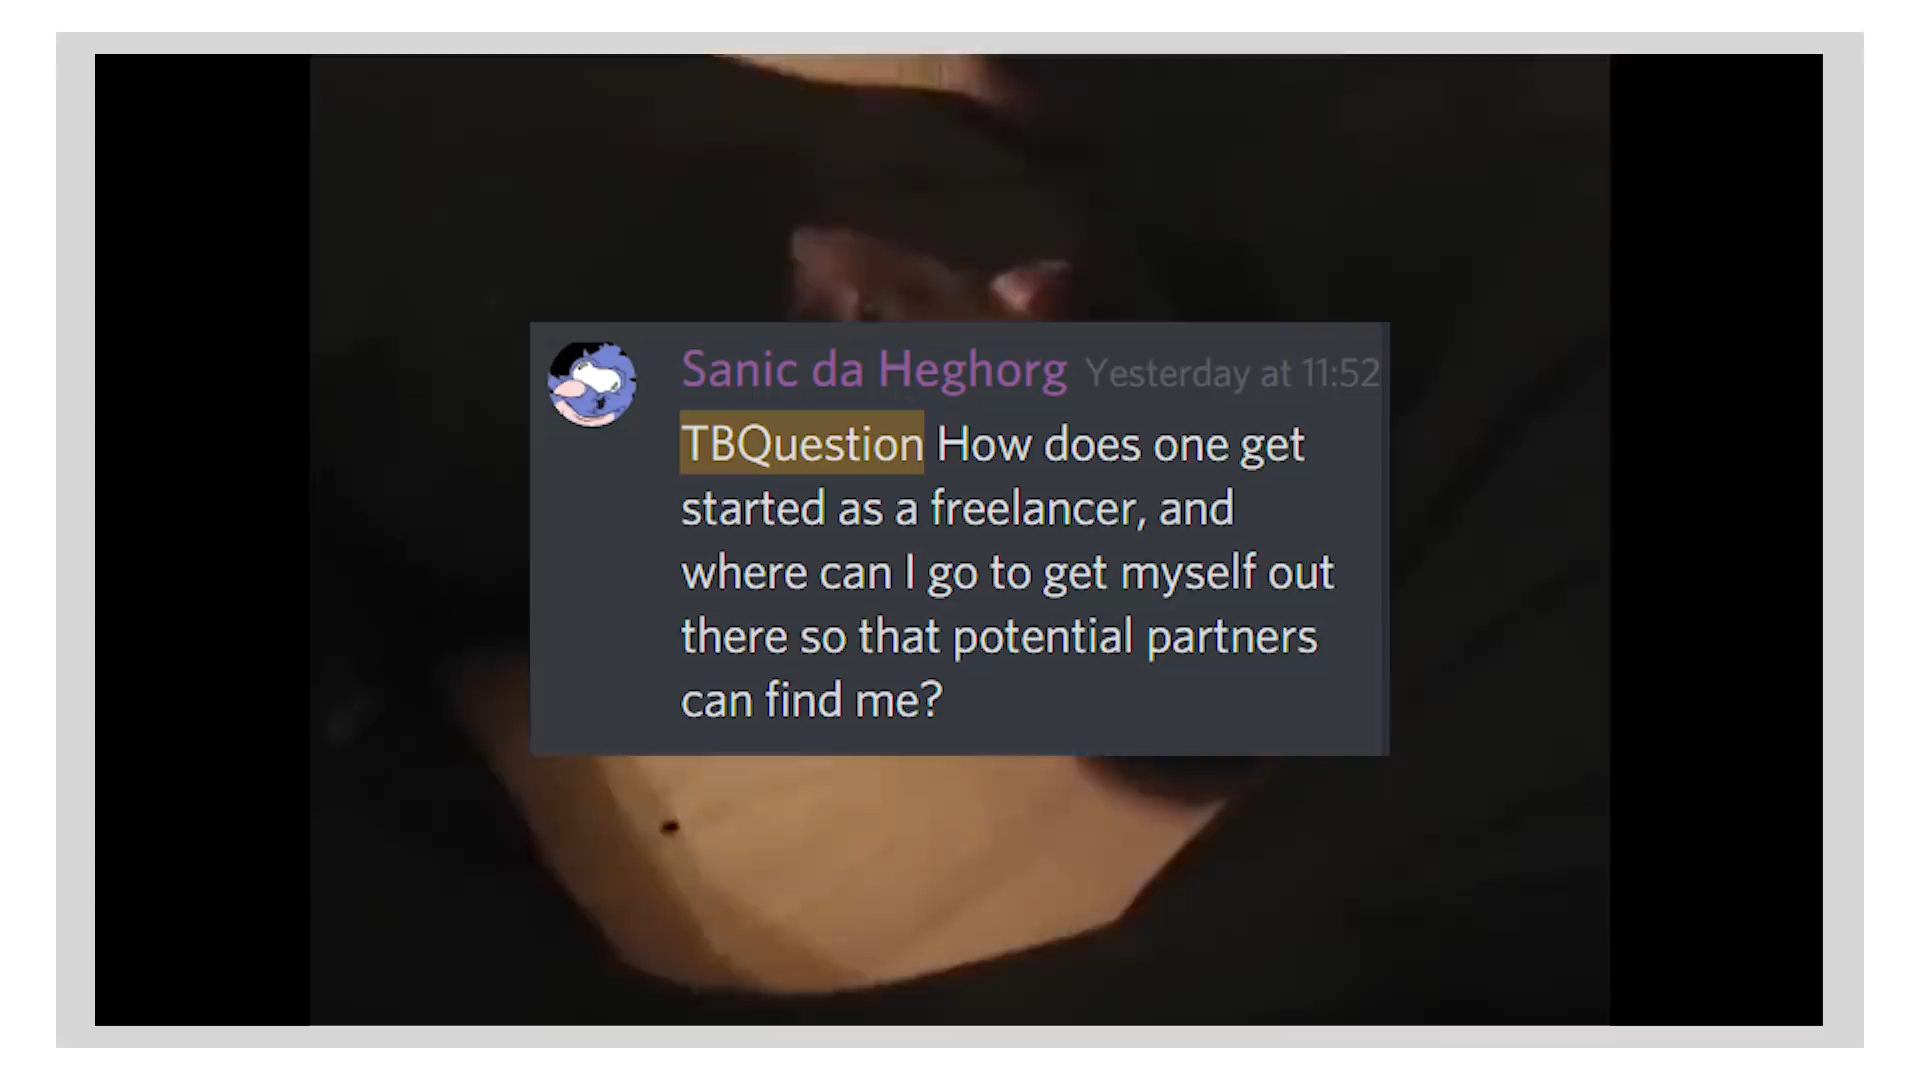 Sanic da Heghorg Yesterday at 11:52
TBQuestion How does one get
started as a freelancer, and
where can I go to get myself out
there so that potential partners
can find me?